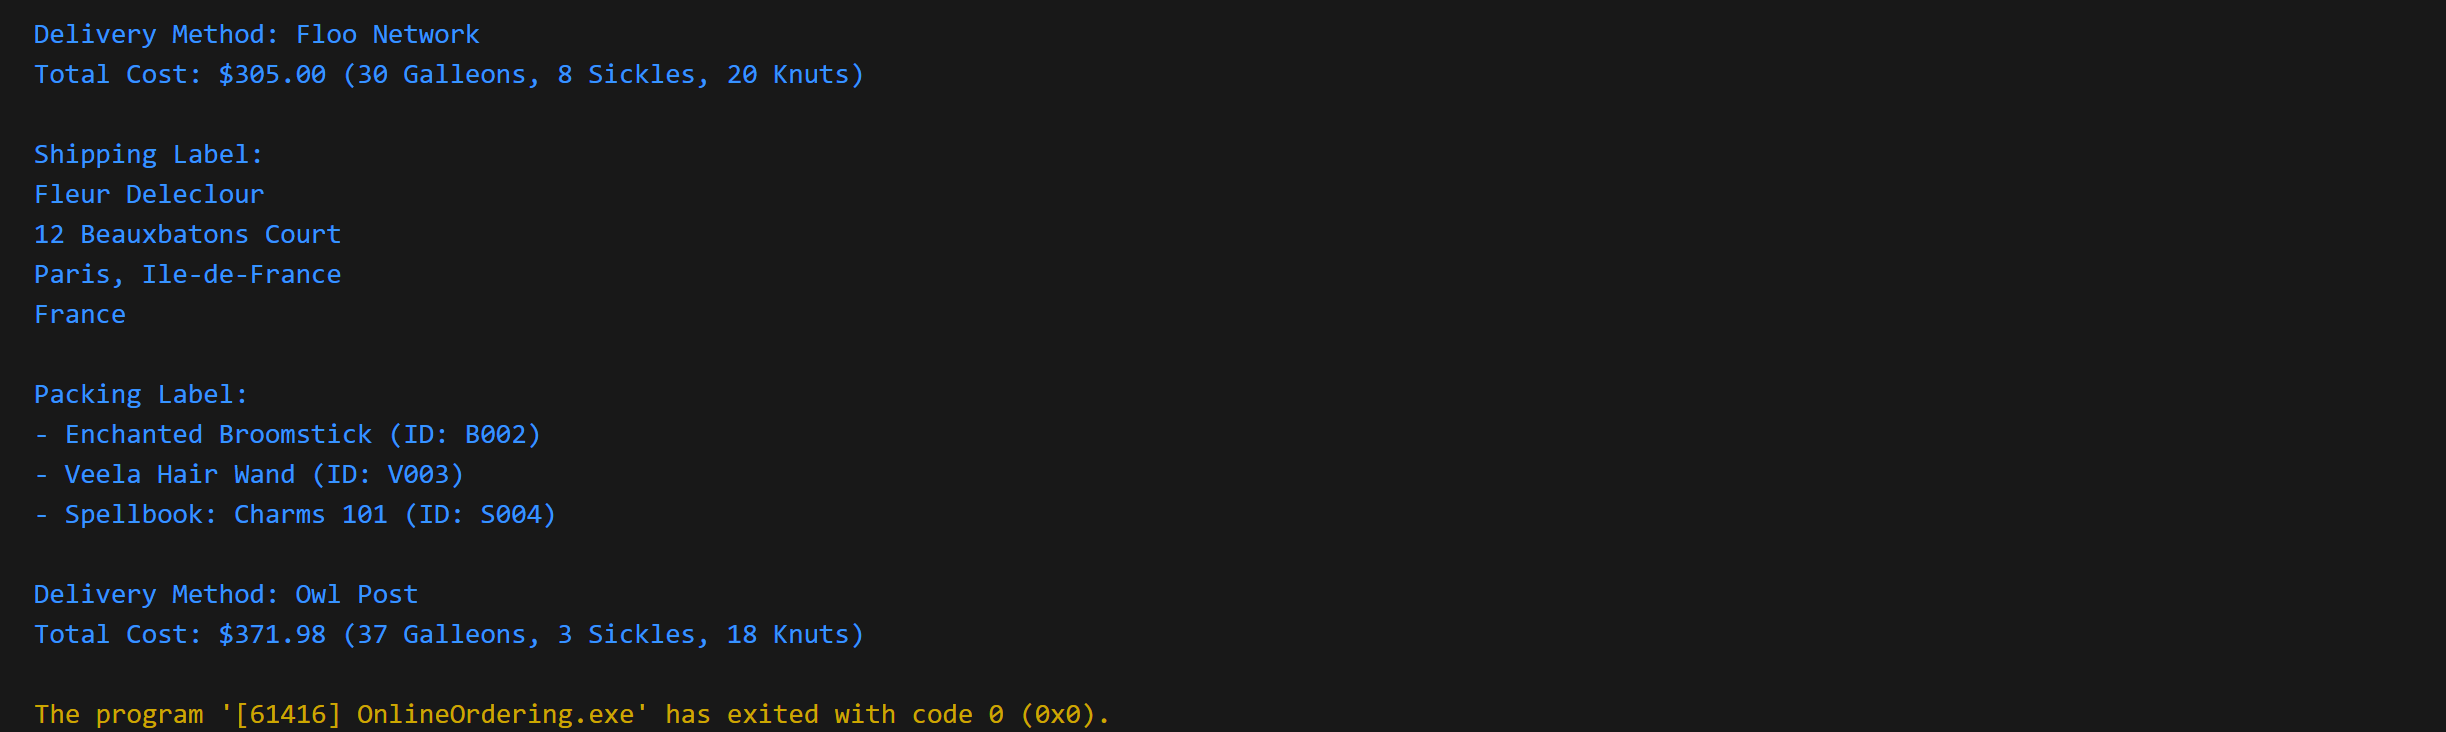 Delivery Method: Floo Network
Total Cost: $305.00 (30 Galleons, 8 Sickles, 20 Knuts)
Shipping Label:
Fleur Deleclour
12 Beauxbatons Court
Paris, Ile-de-France
France
Packing Label:
- Enchanted Broomstick (ID: B002)
- Veela Hair Wand (ID: V003)
- Spellbook: Charms 101 (ID: S004)
Delivery Method: Owl Post
Total Cost: $371.98 (37 Galleons, 3 Sickles, 18 Knuts)
The program '[61416] OnlineOrdering.exe' has exited with code 0 (0x0).